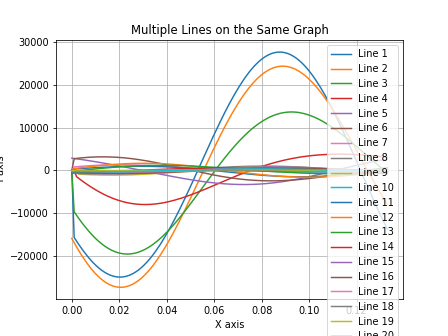 Multiple Lines on the Same Graph
30000
20000
10000
0
−10000
−20000
0.00
0.02
0.04
0.06
0.08
0.10
X axis
axis
Line 1
Line 2
Line 3
Line 4
Line 5
Line 6
Line 7
Line 8
Line 9
Line 10
Line 11
Line 12
Line 13
Line 14
Line 15
Line 16
Line 17
Line 18
Line 19
Line 20